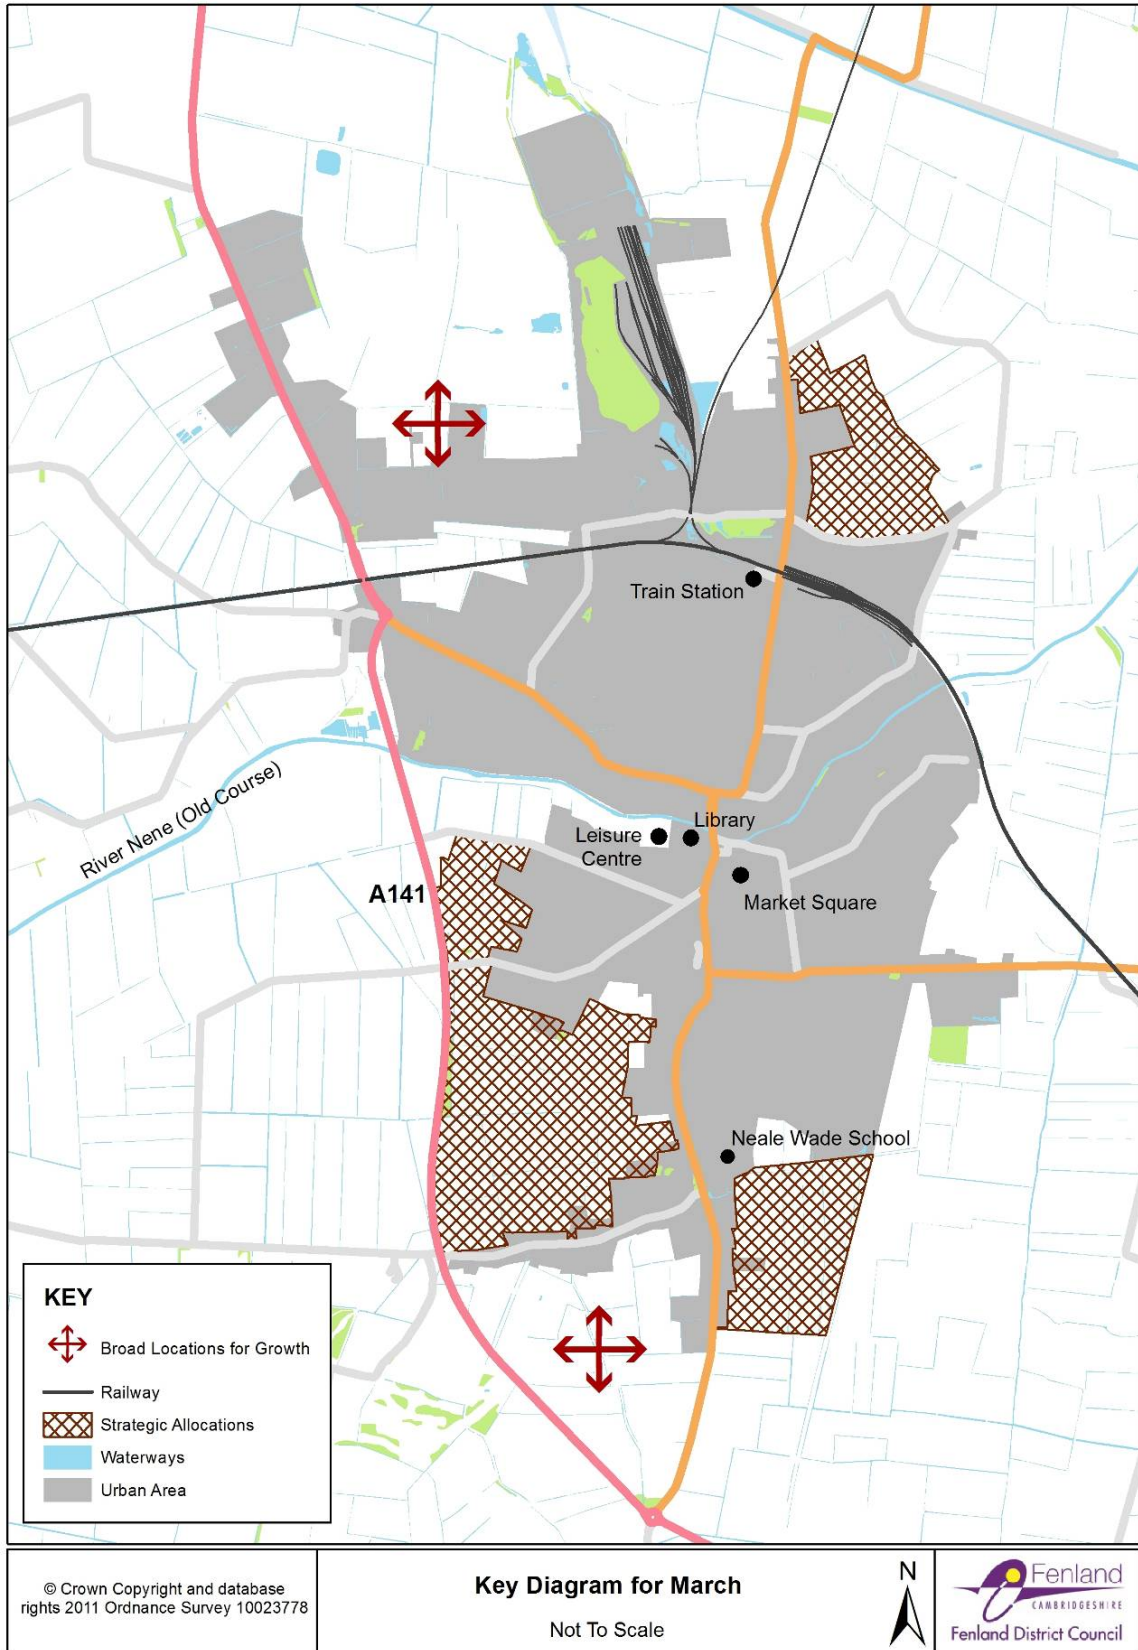 Train Station
River Nene (Old Course)
Library
Leisure
Centre
A141
Market Square
Neale Wade School
KEY
Broad Locations for Growth
Railway
Strategic Allocations
Waterways
Urban Area
© Crown Copyright and database
rights 2011 Ordnance Survey 10023778
Key Diagram for March
Not To Scale
N
Fenland
CAMBRIDGESHIRE
Fenland District Council